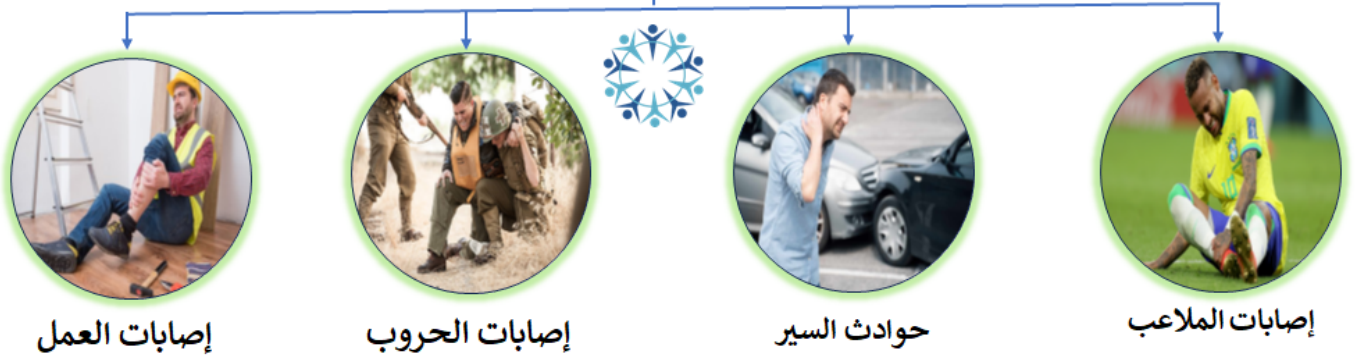 إصابات الملاعب
حوادث السير
إصابات الحروب
إصابات العمل